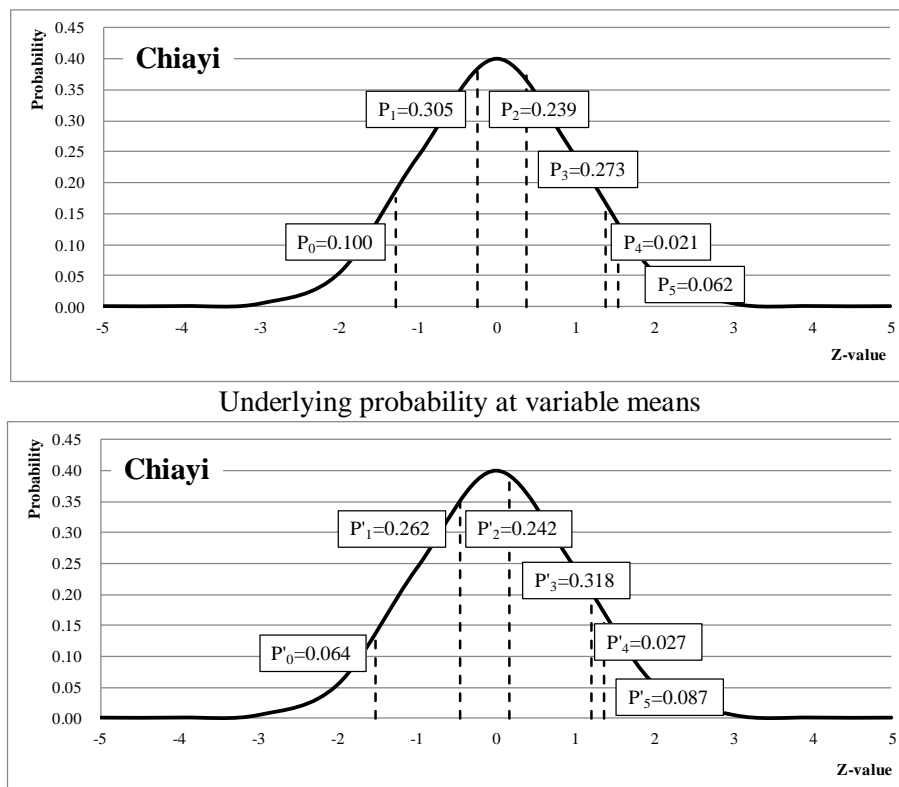 0.45
0.40
0.35
0.30
0.25
0.20
0.15
0.10
0.05
0.00
Probability
Chiayi
P₁=0.305
P₂=0.239
P₃=0.273
P₀=0.100
P₄=0.021
P₅=0.062
-5 -4 -3 -2 -1 0 1 2 3 4 5
Z-value
Underlying probability at variable means
0.45
0.40
0.35
0.30
0.25
0.20
0.15
0.10
0.05
0.00
Probability
Chiayi
P'₁=0.262
P'₂=0.242
P'₃=0.318
P'₀=0.064
P'₄=0.027
P'₅=0.087
-5 -4 -3 -2 -1 0 1 2 3 4 5
Z-value